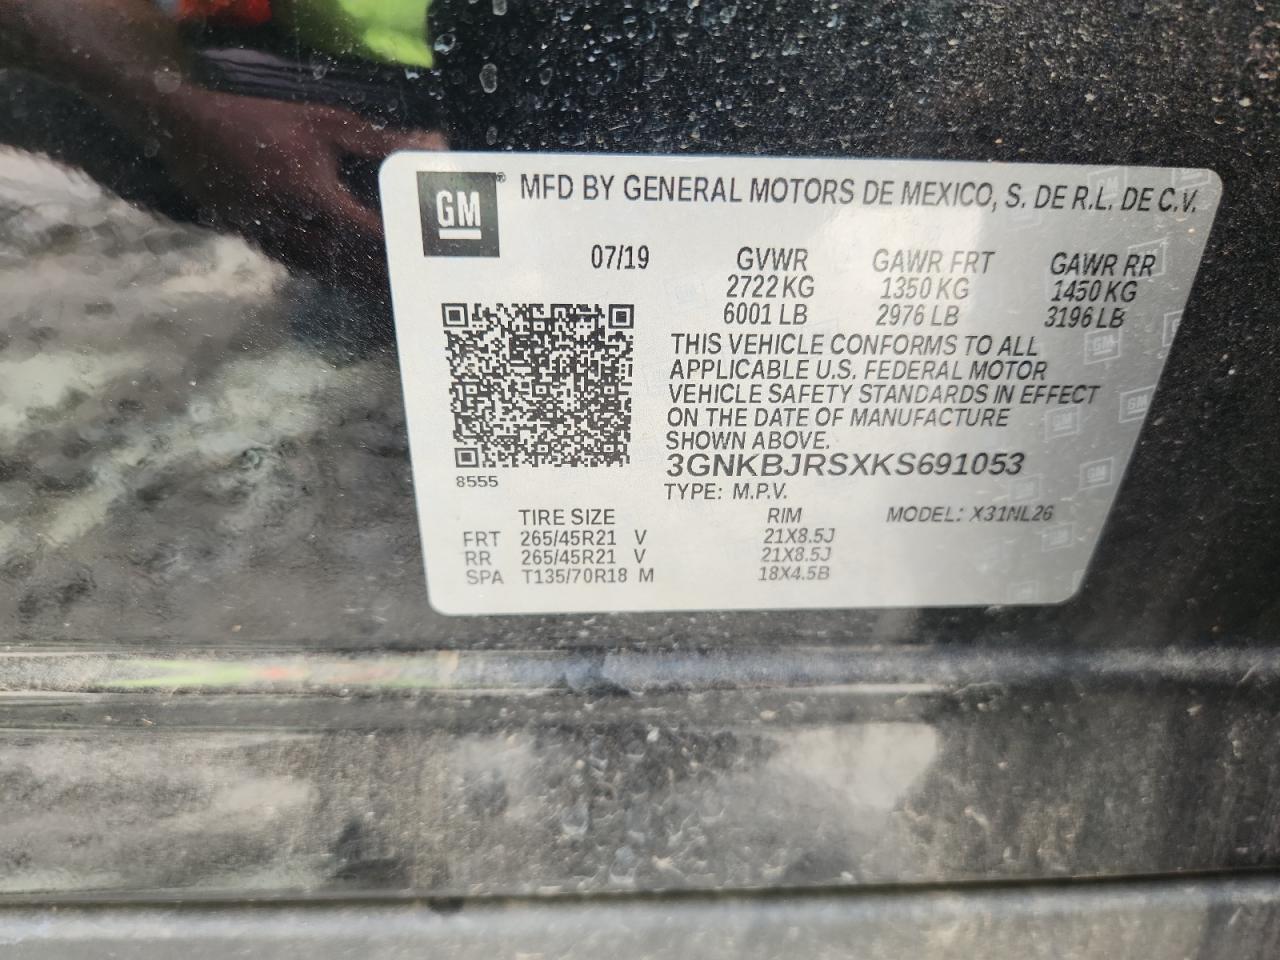 GM® MFD BY GENERAL MOTORS DE MEXICO, S. DE R.L. DE C.V.
07/19 GVWR GAWR FRT GAWR RR
2722 KG 1350 KG 1450 KG
6001 LB 2976 LB 3196 LB
THIS VEHICLE CONFORMS TO ALL
APPLICABLE U.S. FEDERAL MOTOR
VEHICLE SAFETY STANDARDS IN EFFECT
ON THE DATE OF MANUFACTURE
SHOWN ABOVE.
3GNKBJRSXKS691053
8555
TYPE: M.P.V.
TIRE SIZE RIM MODEL: X31NL26
FRT 265/45R21 V 21X8.5J
RR 265/45R21 V 21X8.5J
SPA T135/70R18 M 18X4.5B